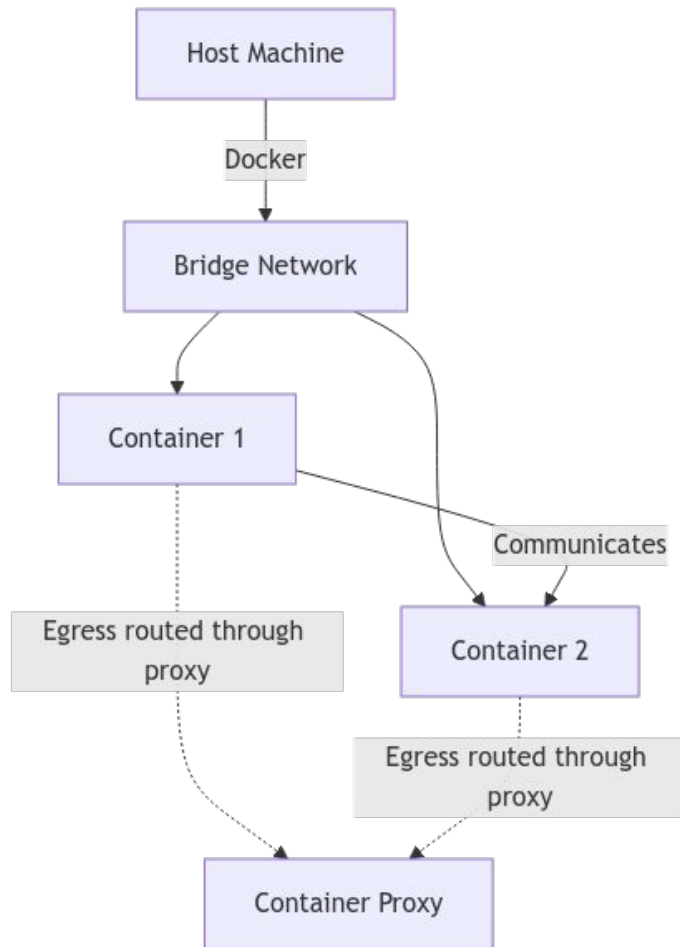 Host Machine
Docker
Bridge Network
Container 1
Communicates
Egress routed through
proxy
Container 2
Egress routed through
proxy
Container Proxy